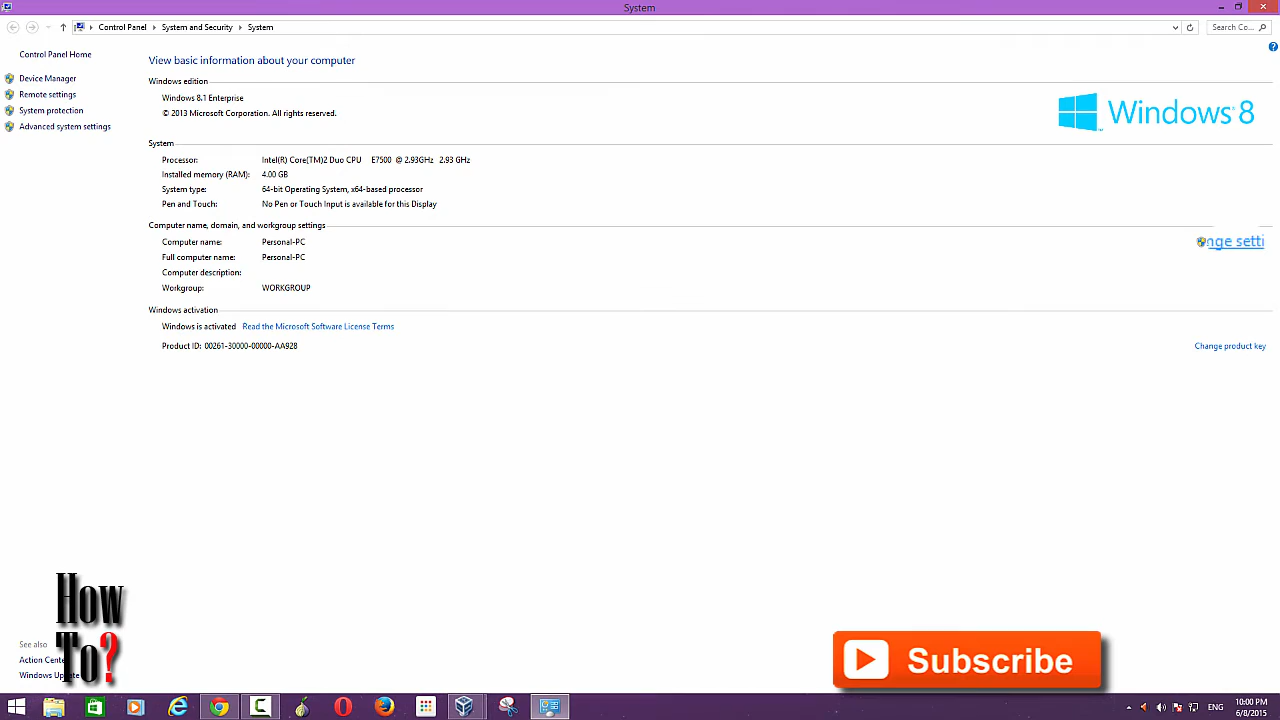 System
Control Panel
System and Security
System
Search Co...
Control Panel Home
Device Manager
Remote settings
System protection
Advanced system settings
View basic information about your computer
Windows edition
Windows 8.1 Enterprise
© 2013 Microsoft Corporation. All rights reserved.
Windows 8
System
Processor: Intel(R) Core(TM)2 Duo CPU E7500 @ 2.93GHz 2.93 GHz
Installed memory (RAM): 4.00 GB
System type: 64-bit Operating System, x64-based processor
Pen and Touch: No Pen or Touch Input is available for this Display
Computer name, domain, and workgroup settings
Computer name: Personal-PC
nge setti
Full computer name: Personal-PC
Computer description:
Workgroup: WORKGROUP
Windows activation
Windows is activated Read the Microsoft Software License Terms
Product ID: 00261-30000-00000-AA928
Change product key
How
To?
See also
Action Cente
Windows Update
Subscribe
ENG
10:00 PM
6/8/2015